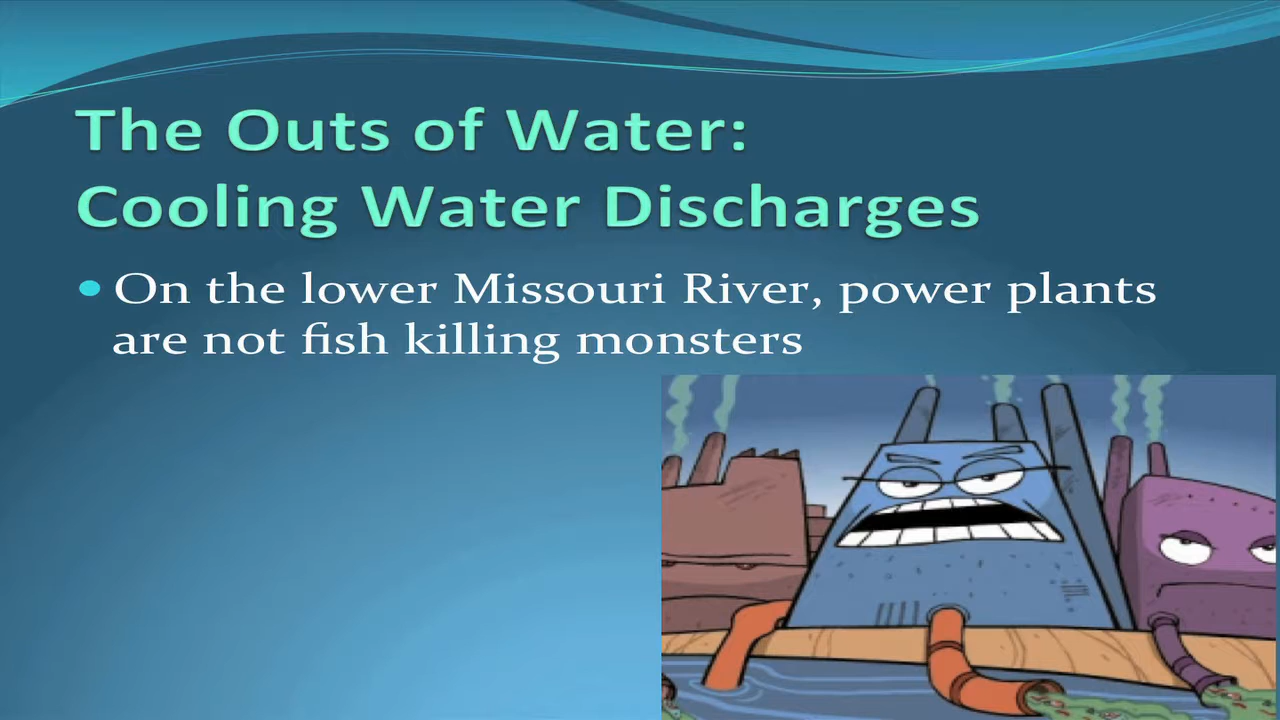 The Outs of Water:
Cooling Water Discharges
• On the lower Missouri River, power plants
are not fish killing monsters